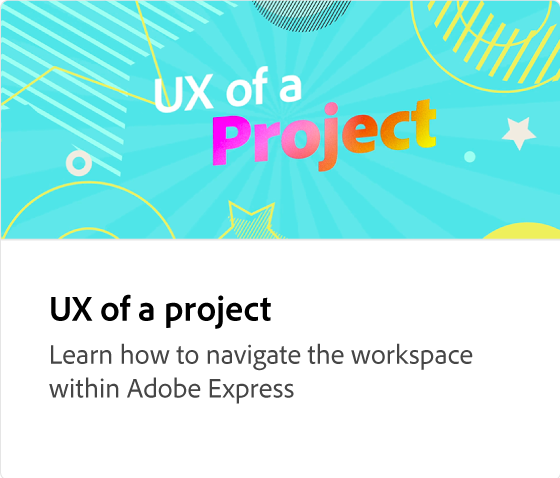 UX of a
Project
UX of a project
Learn how to navigate the workspace
within Adobe Express